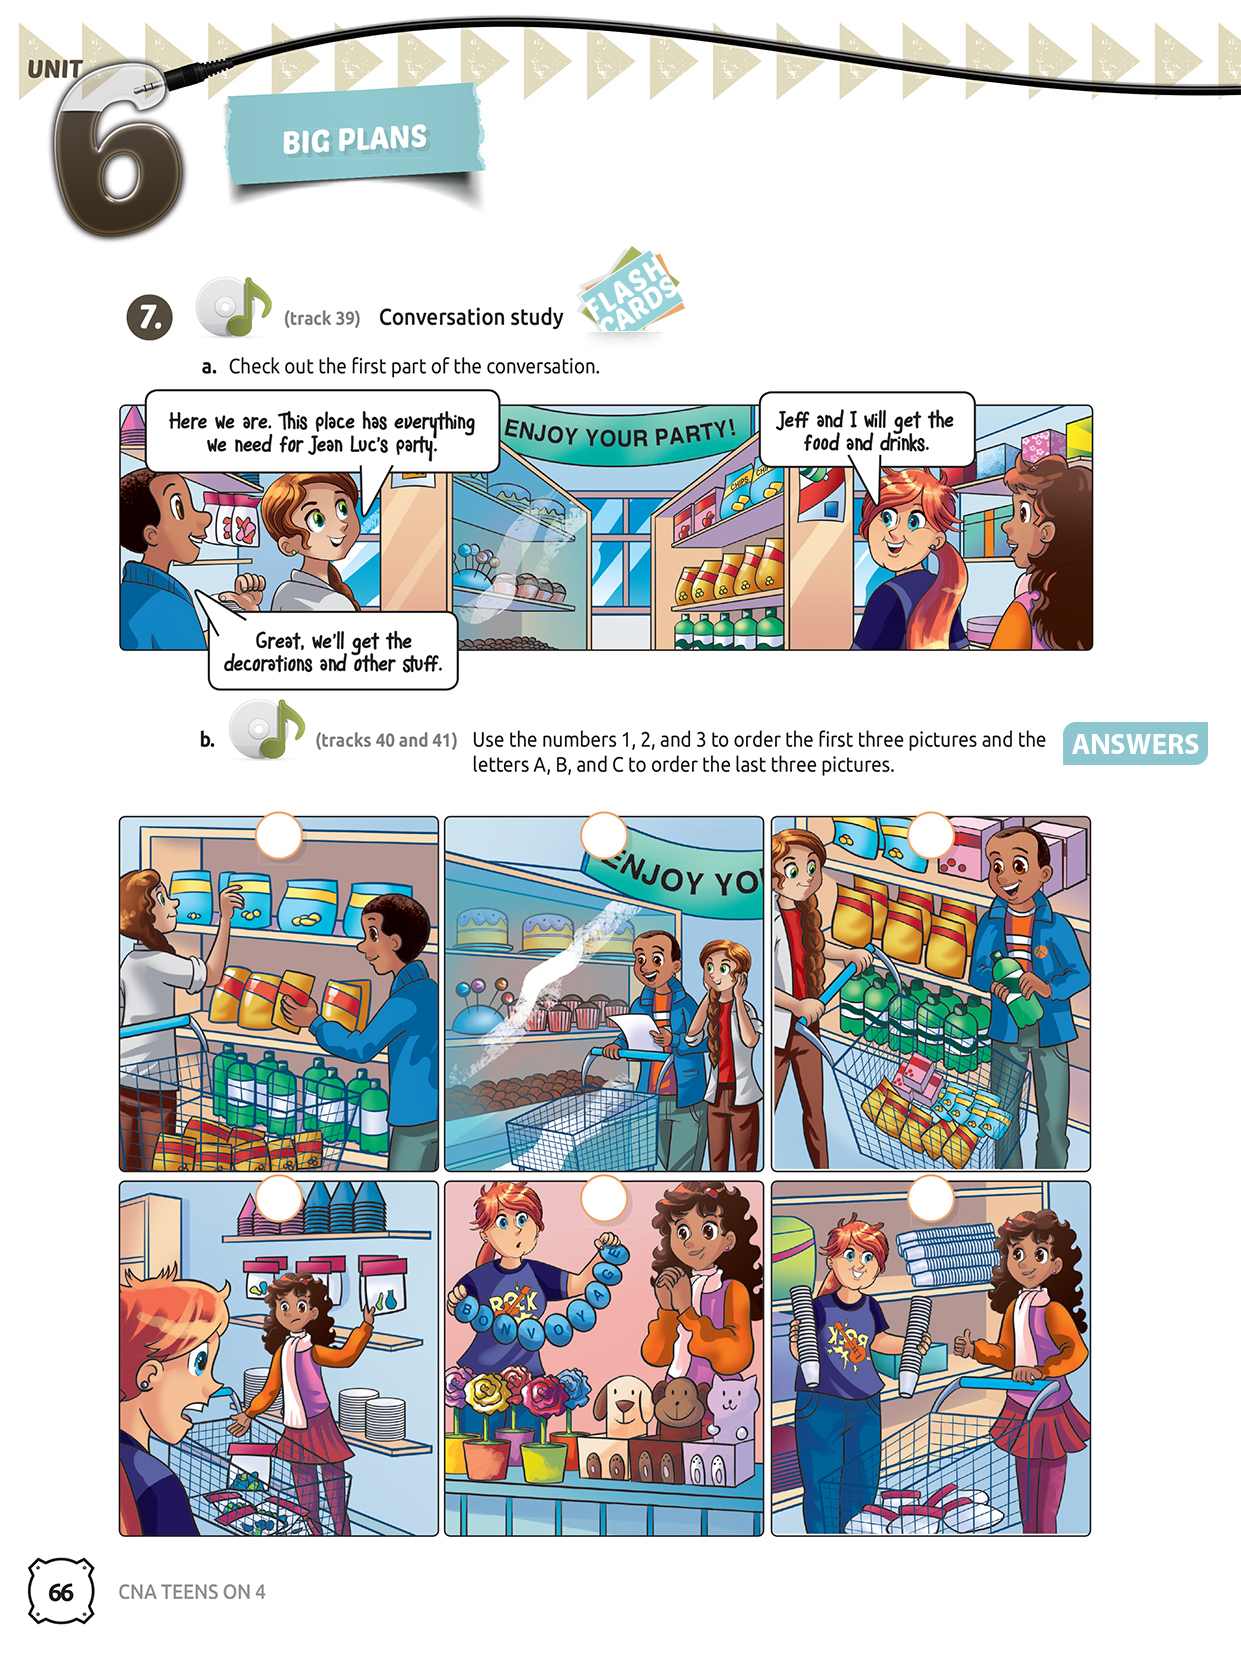 UNIT
6
BIG PLANS
7.
(track 39) Conversation study
FLASH
CARDS
a. Check out the first part of the conversation.
Here we are. This place has everything
we need for Jean Luc's party.
ENJOY YOUR PARTY!
Jeff and I will get the
food and drinks.
CHIPS
Great, we'll get the
decorations and other stuff.
b. (tracks 40 and 41) Use the numbers 1, 2, and 3 to order the first three pictures and the
letters A, B, and C to order the last three pictures.
ANSWERS
ENJOY YO
BON VOYAGE
ROCK
ROCK
66
CNA TEENS ON 4